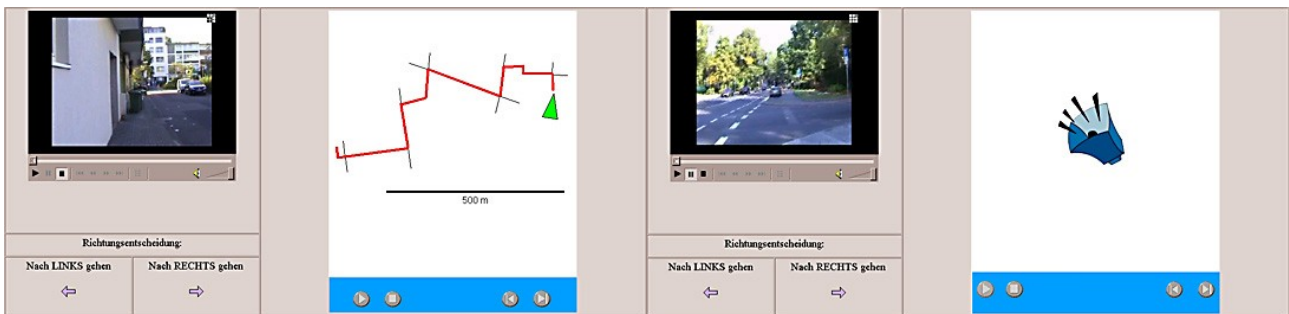 500 m
Richtungsentscheidung:
Nach LINKS gehen
Nach RECHTS gehen
Richtungsentscheidung:
Nach LINKS gehen
Nach RECHTS gehen